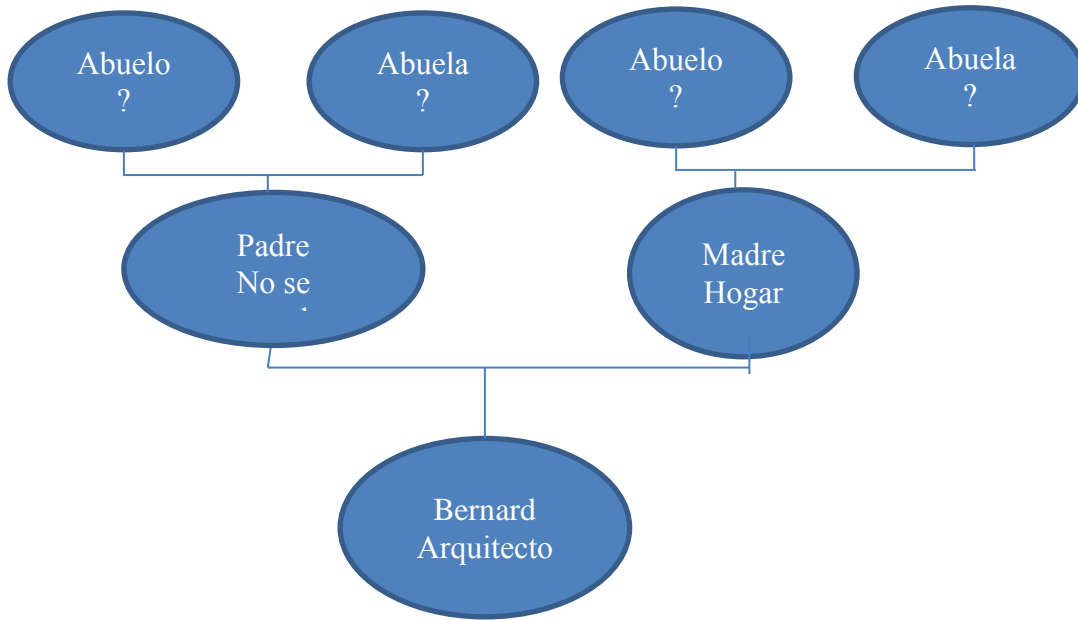 Abuelo
?
Abuela
?
Abuelo
?
Abuela
?
Padre
No se
Madre
Hogar
Bernard
Arquitecto